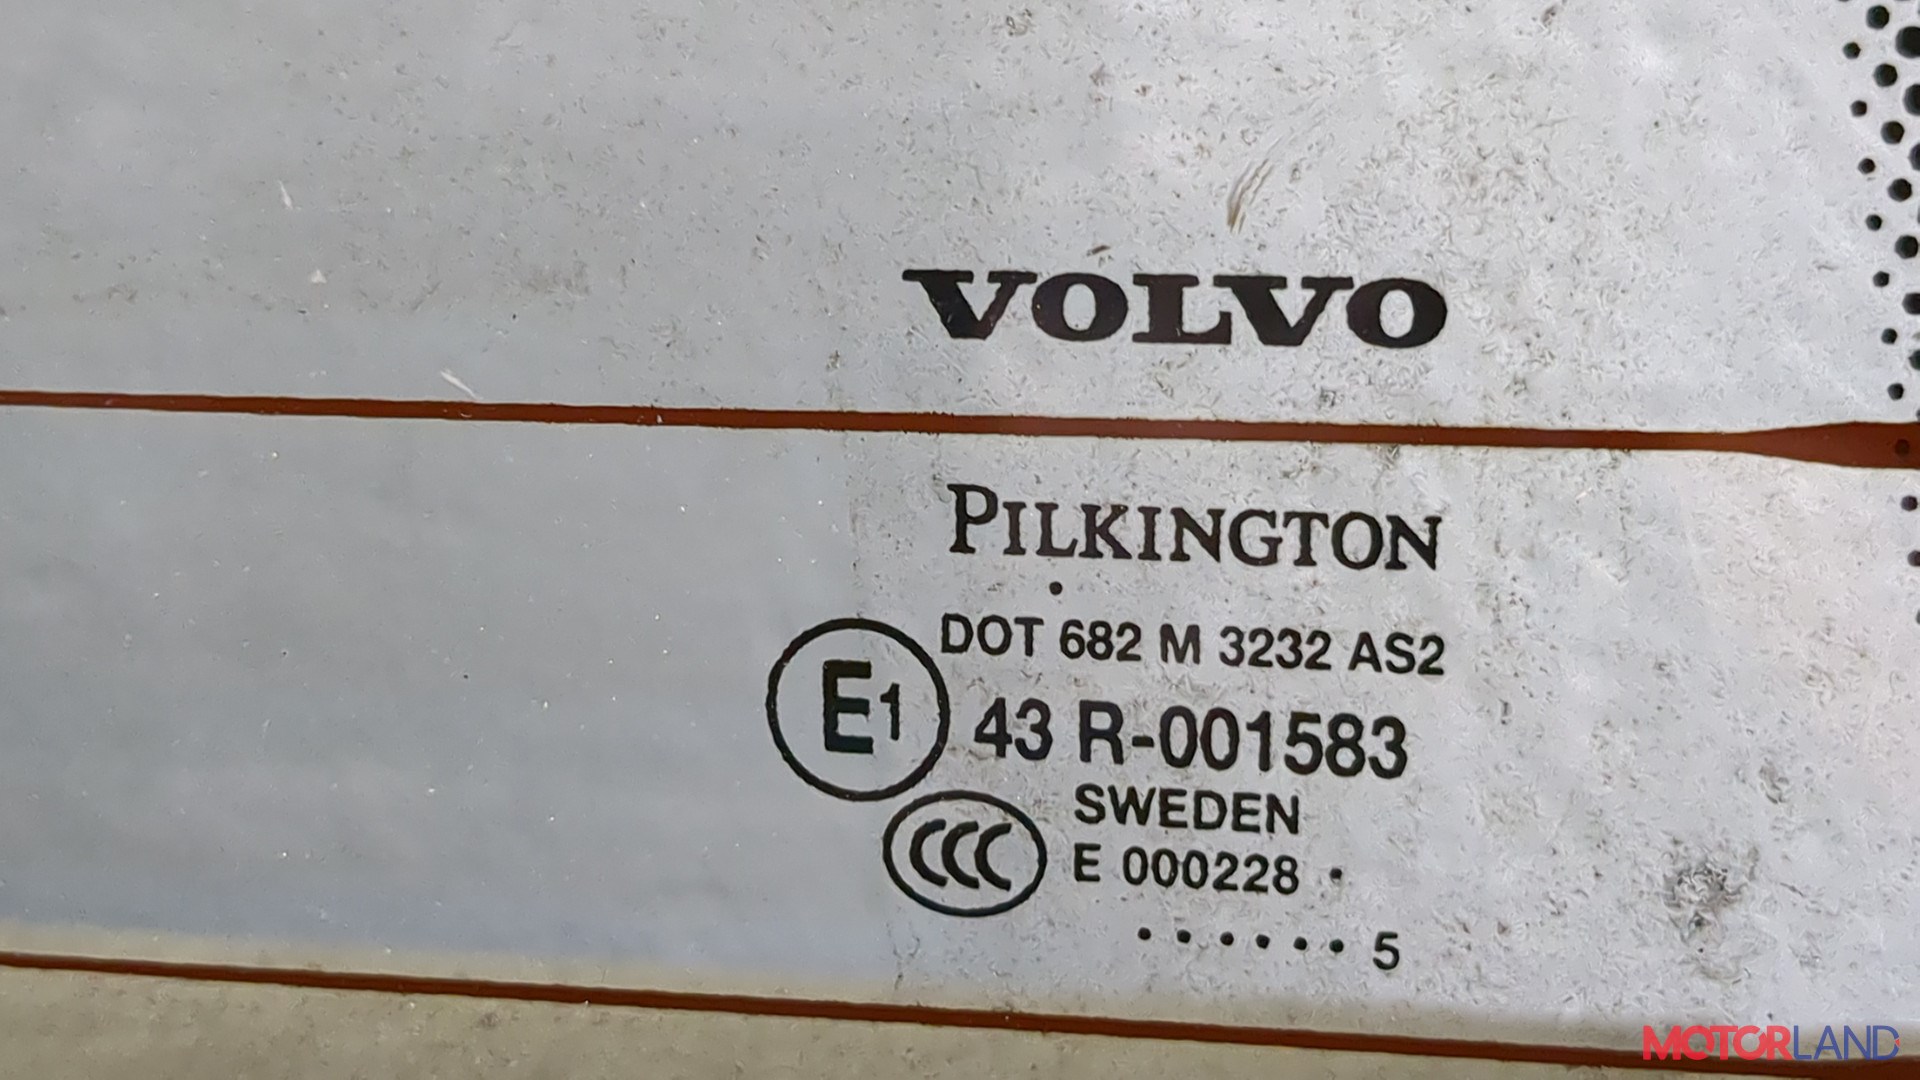 VOLVO
PILKINGTON
DOT 682 M 3232 AS2
E1 43 R-001583
SWEDEN
CCC E 000228 .
...... 5
MOTORLAND